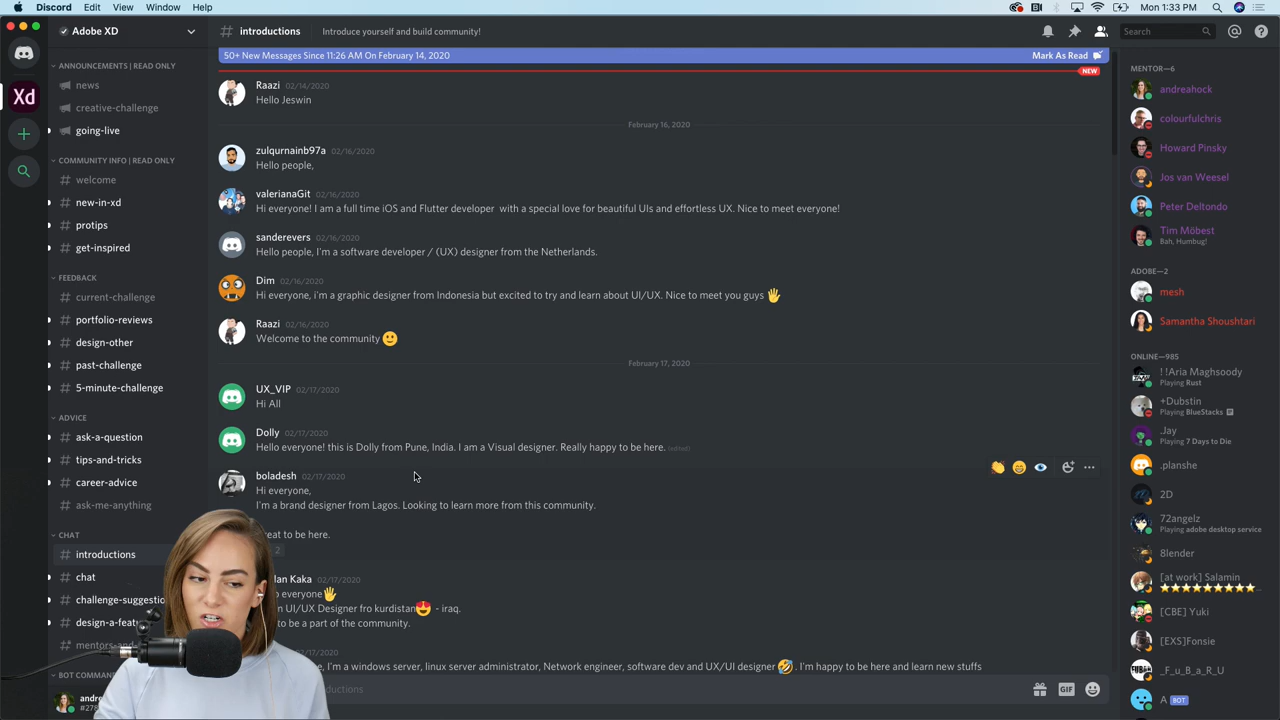 Discord Edit View Window Help
Mon 1:33 PM
Adobe XD
introductions
Introduce yourself and build community!
Search
50+ New Messages Since 11:26 AM On February 14, 2020
Mark As Read
NEW
Xd
ANNOUNCEMENTS | READ ONLY
news
creative-challenge
going-live
COMMUNITY INFO | READ ONLY
# welcome
# new-in-xd
# protips
# get-inspired
FEEDBACK
# current-challenge
# portfolio-reviews
# design-other
# past-challenge
# 5-minute-challenge
ADVICE
# ask-a-question
# tips-and-tricks
# career-advice
# ask-me-anything
CHAT
# introductions
# chat
# challenge-suggestio
# design-a-featu
mentors-and
BOT COMMAND
andre
#278
Raazi 02/14/2020
Hello Jeswin
February 16, 2020
zulqurnainb97a 02/16/2020
Hello people,
valerianaGit 02/16/2020
Hi everyone! I am a full time iOS and Flutter developer with a special love for beautiful UIs and effortless UX. Nice to meet everyone!
sanderevers 02/16/2020
Hello people, I'm a software developer / (UX) designer from the Netherlands.
Dim 02/16/2020
Hi everyone, i'm a graphic designer from Indonesia but excited to try and learn about UI/UX. Nice to meet you guys 🖐
Raazi 02/16/2020
Welcome to the community 🙂
February 17, 2020
UX_VIP 02/17/2020
Hi All
Dolly 02/17/2020
Hello everyone! this is Dolly from Pune, India. I am a Visual designer. Really happy to be here. (edited)
boladesh 02/17/2020
Hi everyone,
I'm a brand designer from Lagos. Looking to learn more from this community.
reat to be here.
2
lan Kaka 02/17/2020
o everyone🖐
m UI/UX Designer fro kurdistan😍 - iraq.
to be a part of the community.
02/17/2020
e, I'm a windows server, linux server administrator, Network engineer, software dev and UX/UI designer 🤣. I'm happy to be here and learn new stuffs
oductions
GIF
MENTOR—6
andreahock
colourfulchris
Howard Pinsky
Jos van Weesel
Peter Deltondo
Tim Möbest
Bah, Humbug!
ADOBE—2
mesh
Samantha Shoushtari
ONLINE—985
! !Aria Maghsoody
Playing Rust
+Dubstin
Playing BlueStacks
.Jay
Playing 7 Days to Die
.planshe
2D
72angelz
Playing adobe desktop service
8lender
[at work] Salamin
[CBE] Yuki
[EXS]Fonsie
_F_u_B_a_R_U
A BOT